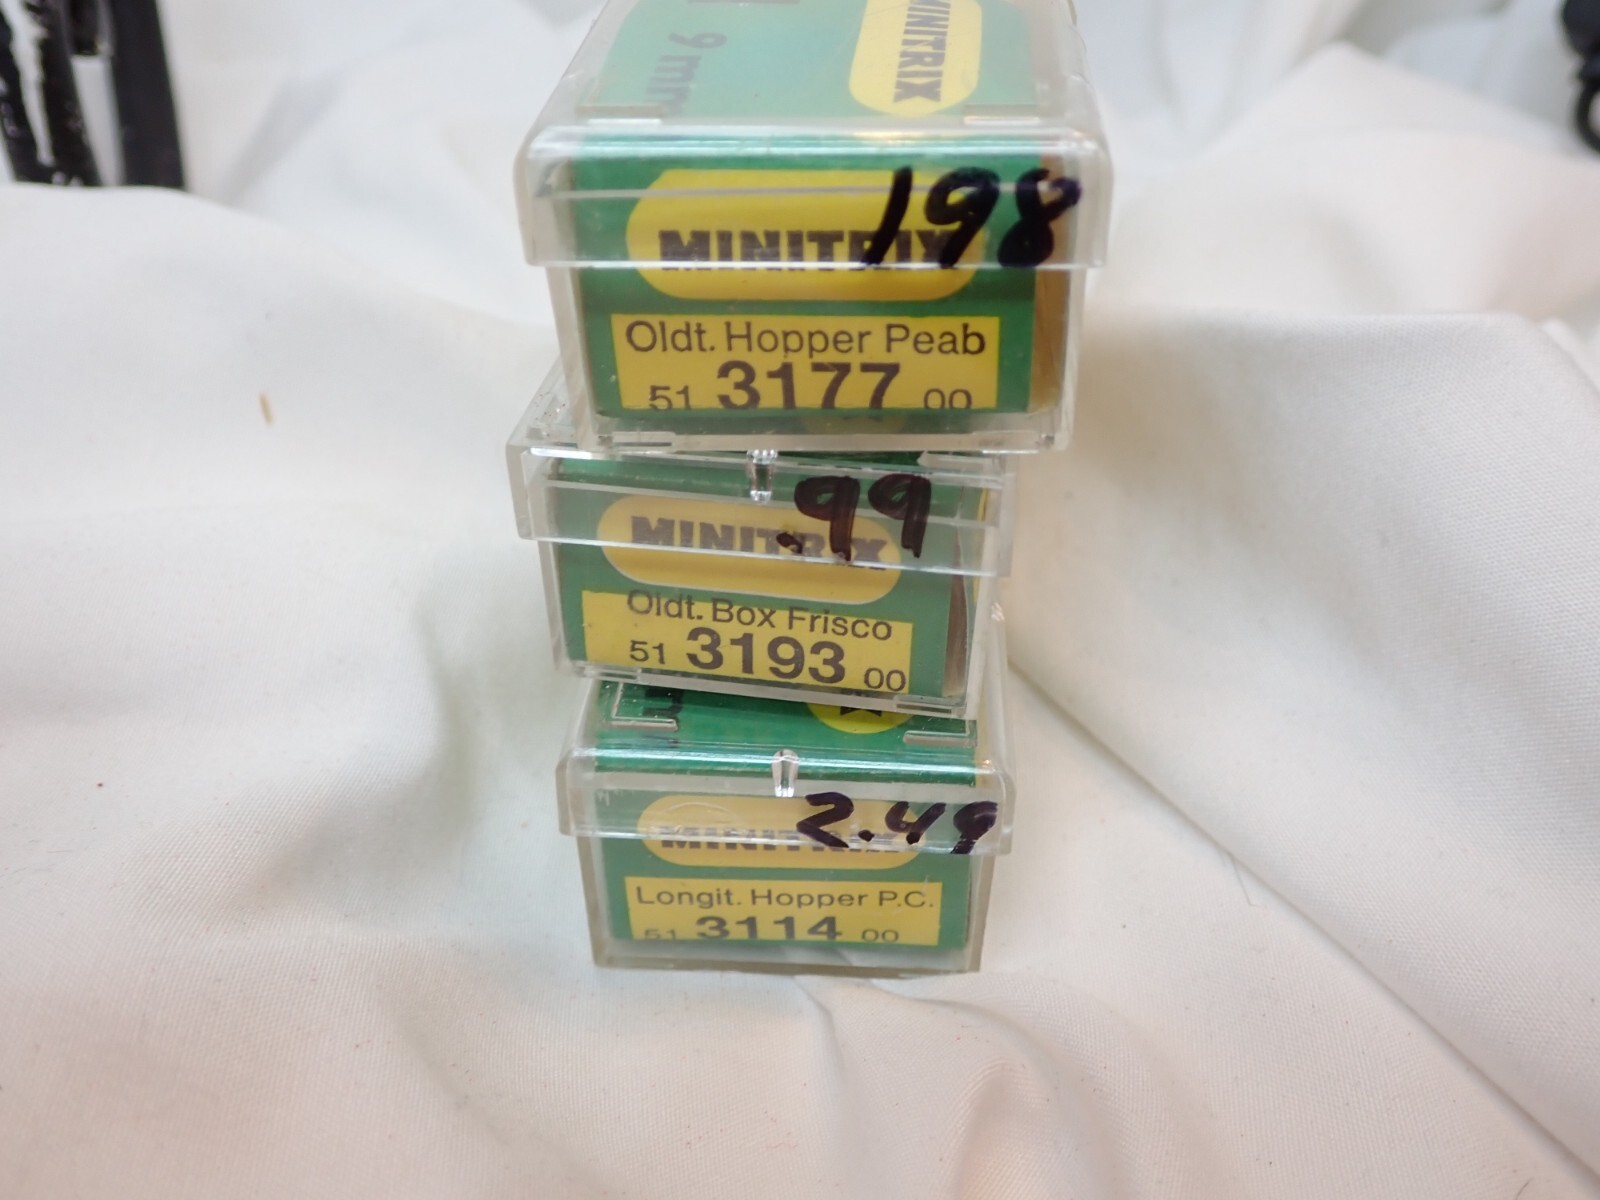 9 mm
MINITRIX
198
MINITRIX
Oldt. Hopper Peab
51 3177 00
.99
MINITRIX
Oldt. Box Frisco
51 3193 00
m
2.49
MINITRIX
Longit. Hopper P.C.
51 3114 00